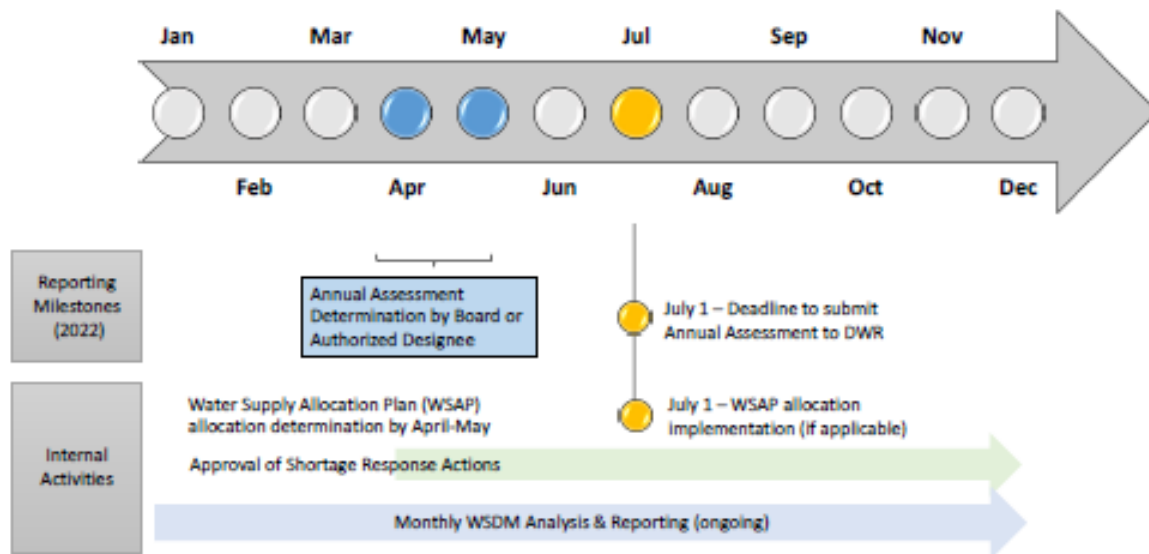 Jan Mar May Jul Sep Nov
Feb Apr Jun Aug Oct Dec
Reporting
Milestones
(2022)
Annual Assessment
Determination by Board or
Authorized Designee
July 1 – Deadline to submit
Annual Assessment to DWR
Internal
Activities
Water Supply Allocation Plan (WSAP)
allocation determination by April-May
July 1 – WSAP allocation
implementation (if applicable)
Approval of Shortage Response Actions
Monthly WSDM Analysis & Reporting (ongoing)